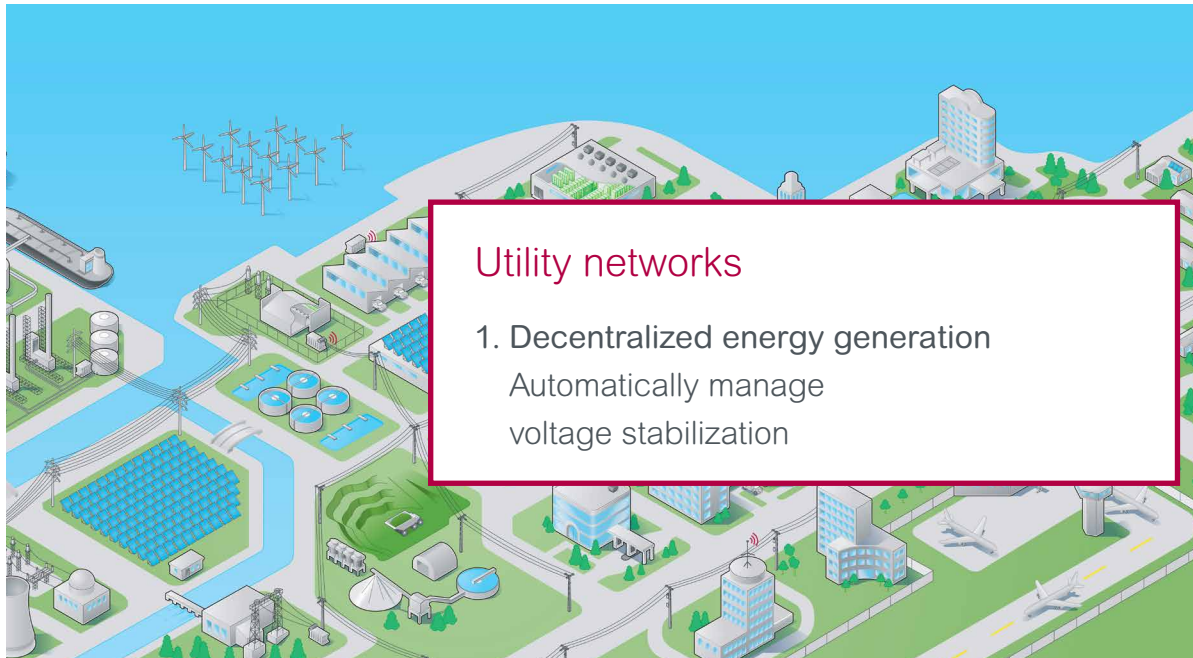 Utility networks
1. Decentralized energy generation
Automatically manage
voltage stabilization